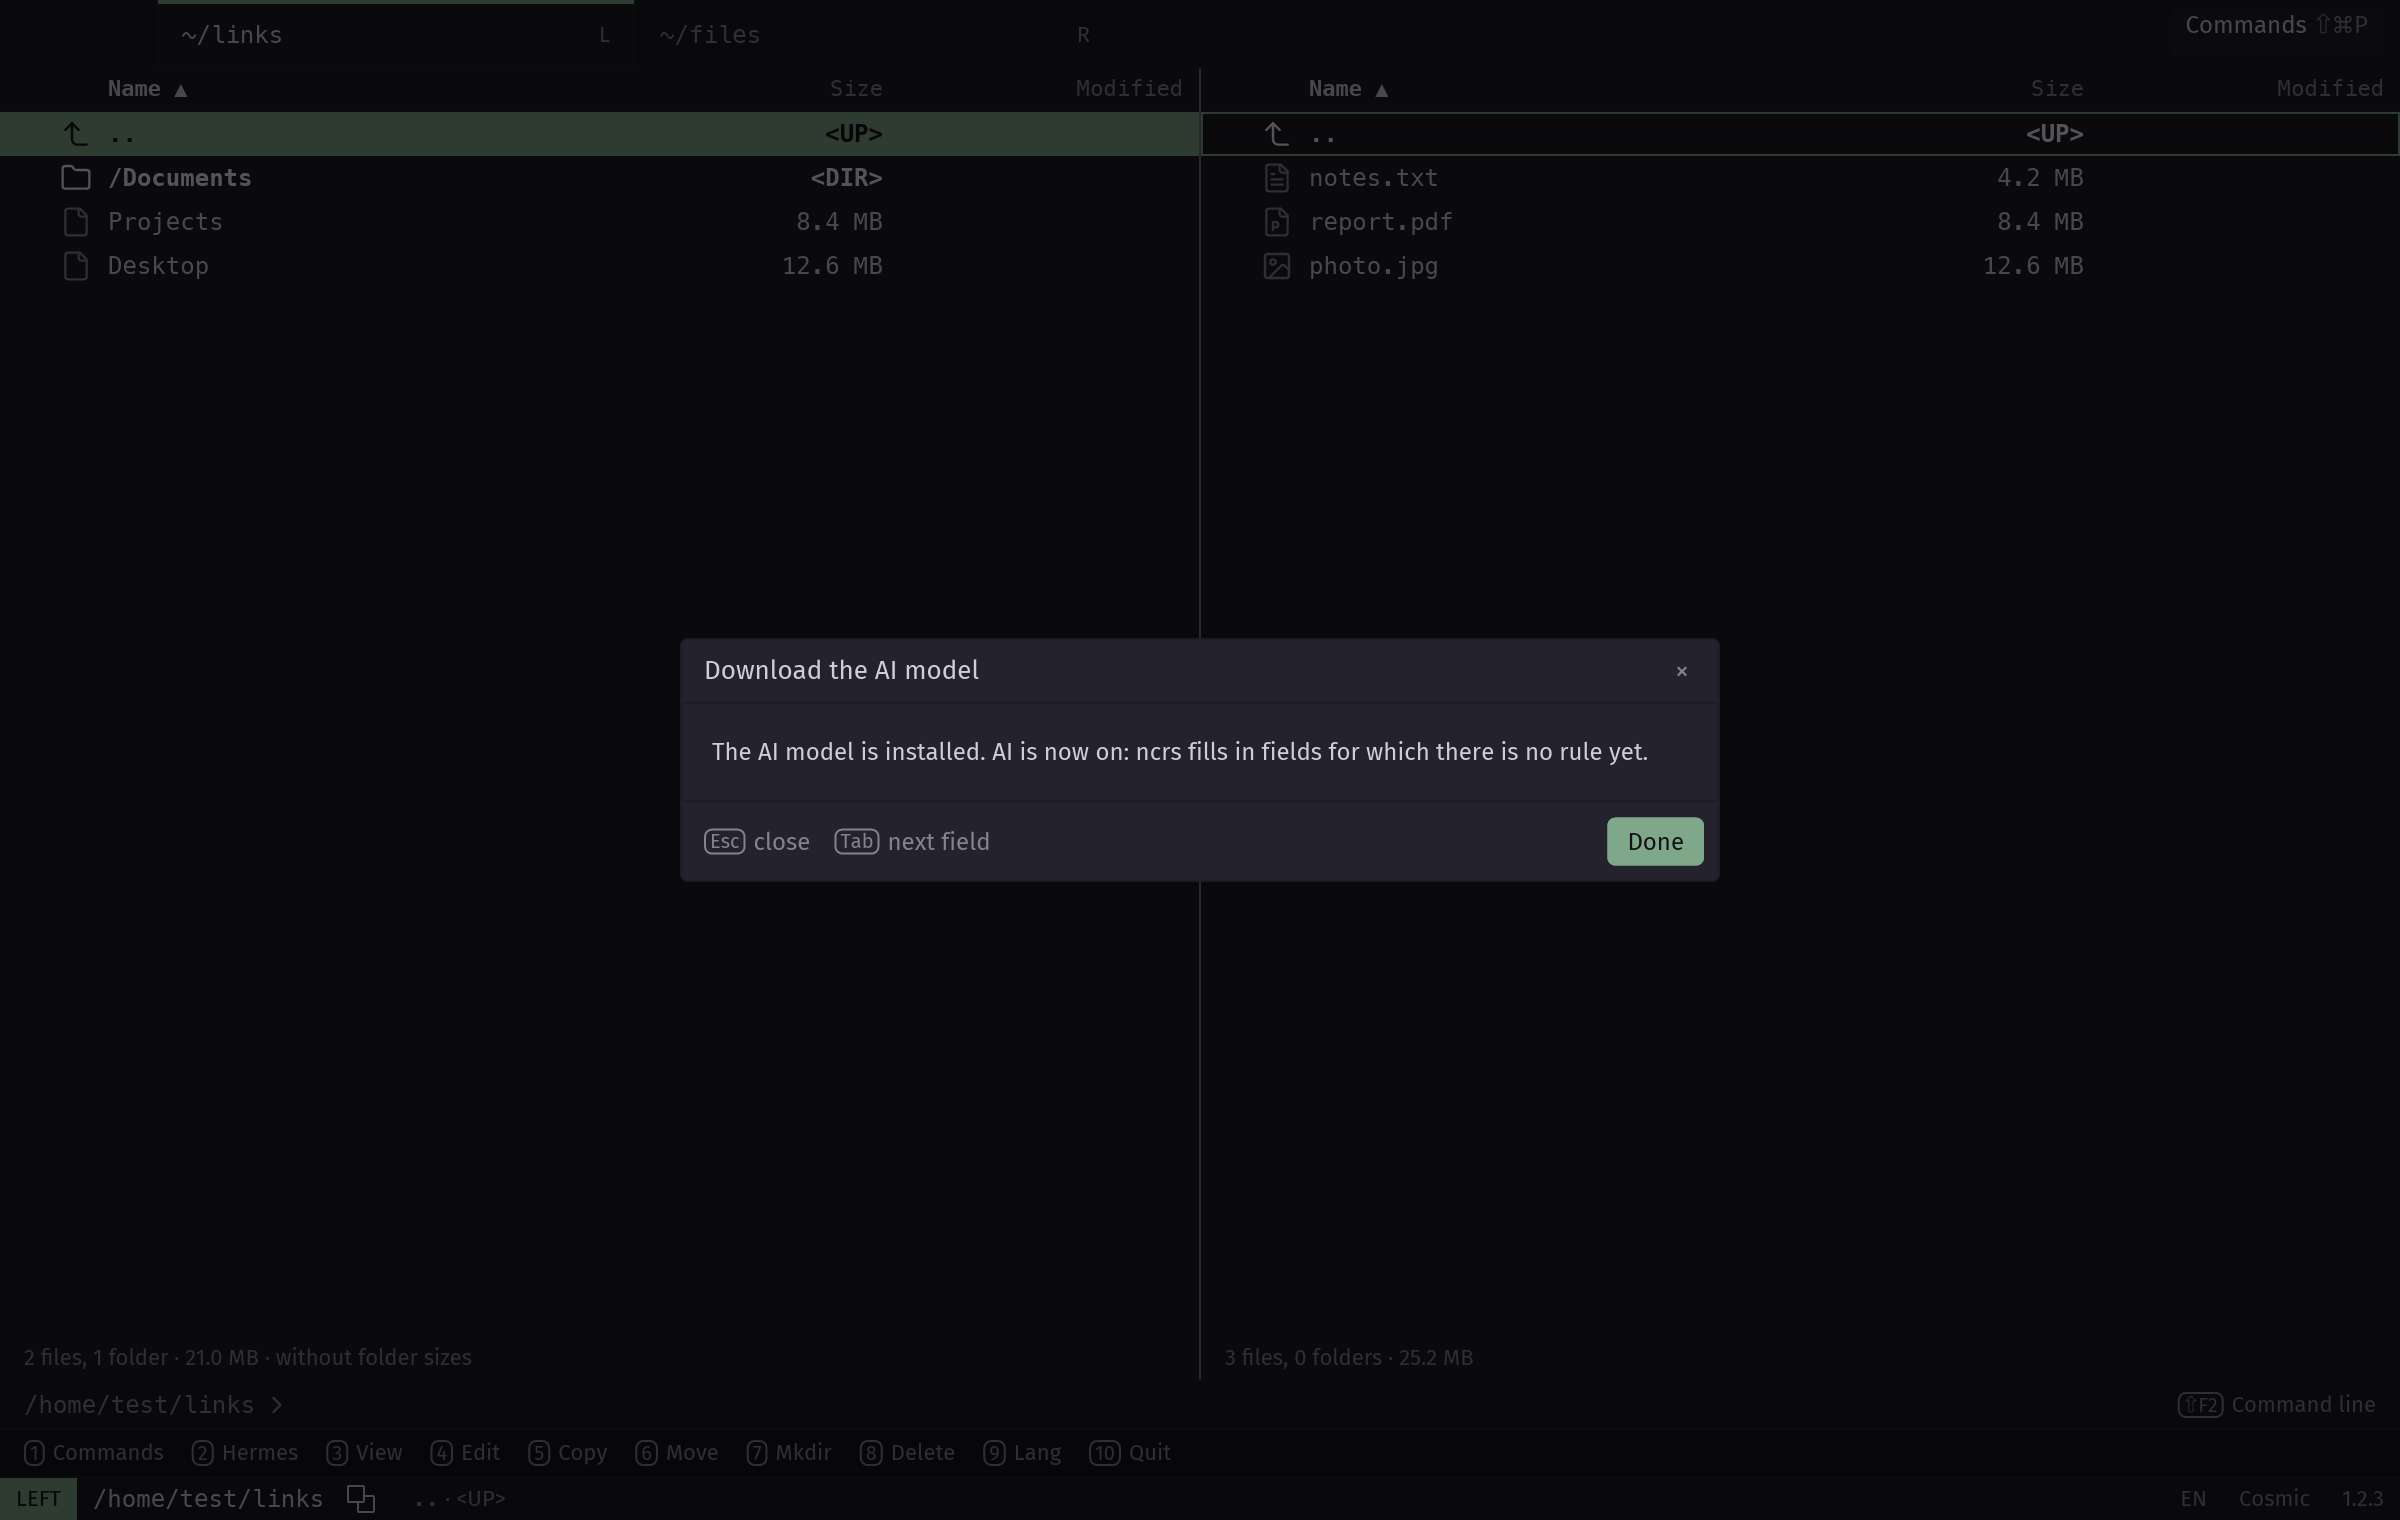 ~/links L ~/files R Commands ⇧⌘P
Name ▲ Size Modified Name ▲ Size Modified
.. <UP> .. <UP>
/Documents <DIR> notes.txt 4.2 MB
Projects 8.4 MB report.pdf 8.4 MB
Desktop 12.6 MB photo.jpg 12.6 MB
Download the AI model ×
The AI model is installed. AI is now on: ncrs fills in fields for which there is no rule yet.
Esc close Tab next field Done
2 files, 1 folder · 21.0 MB · without folder sizes 3 files, 0 folders · 25.2 MB
/home/test/links > ⇧F2 Command line
1 Commands 2 Hermes 3 View 4 Edit 5 Copy 6 Move 7 Mkdir 8 Delete 9 Lang 10 Quit
LEFT /home/test/links .. · <UP> EN Cosmic 1.2.3